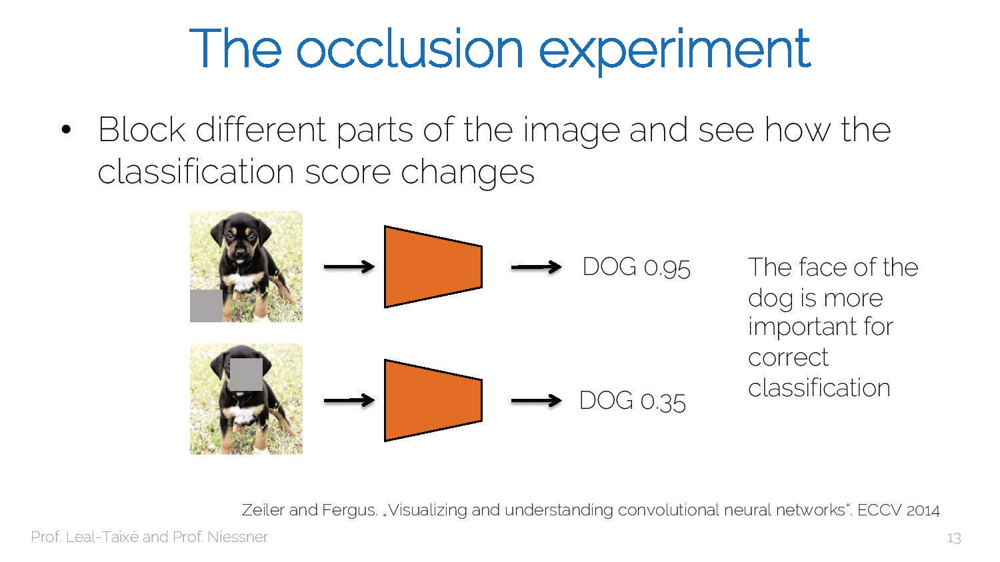 The occlusion experiment
• Block different parts of the image and see how the
classification score changes
DOG 0.95
The face of the
dog is more
important for
correct
classification
DOG 0.35
Zeiler and Fergus. „Visualizing and understanding convolutional neural networks“. ECCV 2014
Prof. Leal-Taixé and Prof. Niessner
13